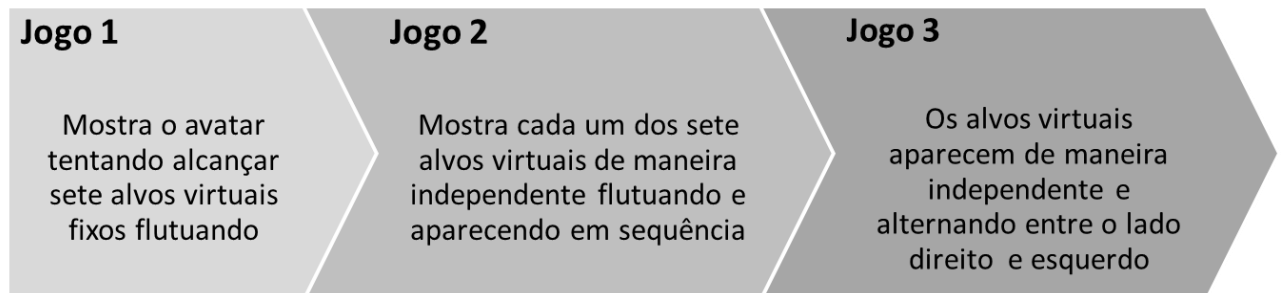 Jogo 1
Mostra o avatar
tentando alcançar
sete alvos virtuais
fixos flutuando
Jogo 2
Mostra cada um dos sete
alvos virtuais de maneira
independente flutuando e
aparecendo em sequência
Jogo 3
Os alvos virtuais
aparecem de maneira
independente e
alternando entre o lado
direito e esquerdo